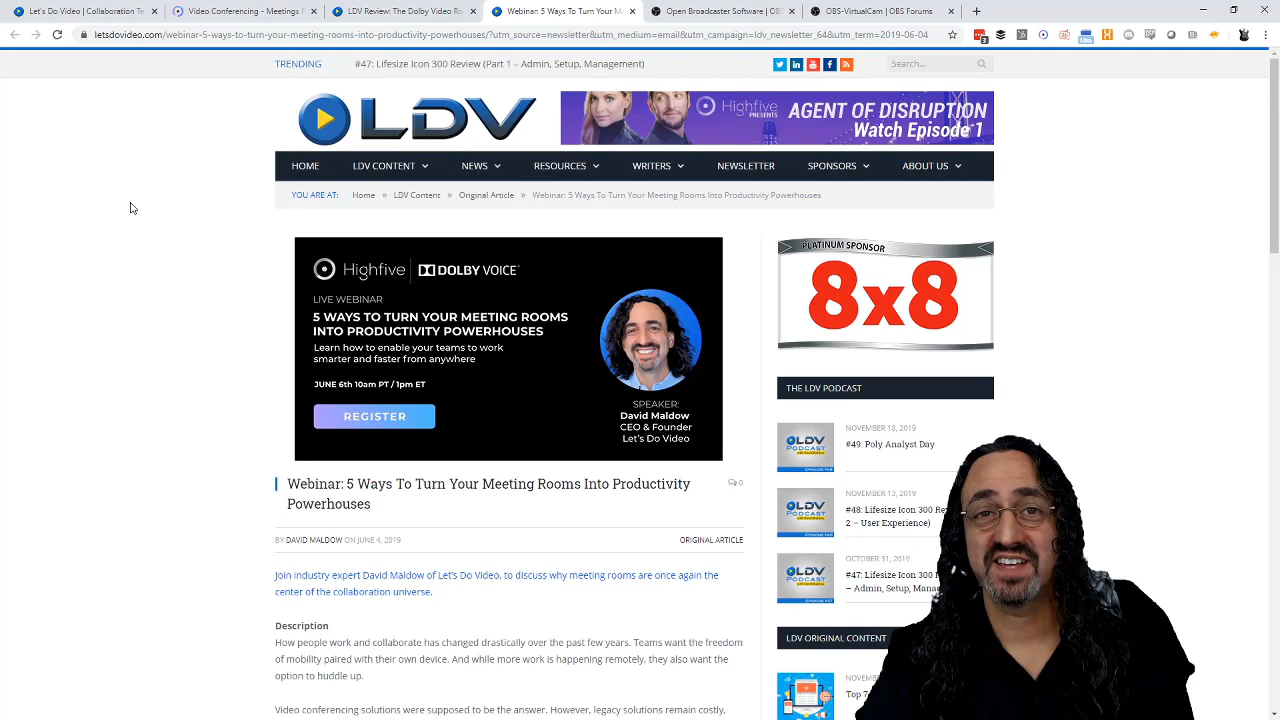 Let's Do Video | Collaboration Te
Video Conferencing - Meetings R
LDV Review: The Dolby Voice Ro
Webinar: 5 Ways To Turn Your M
Open Broadcaster Software | OBS
OBS-VirtualCam | OBS Forums
letsdovideo.com/webinar-5-ways-to-turn-your-meeting-rooms-into-productivity-powerhouses/?utm_source=newsletter&utm_medium=email&utm_campaign=ldv_newsletter_64&utm_term=2019-06-04
TRENDING
#47: Lifesize Icon 300 Review (Part 1 – Admin, Setup, Management)
Search...
LDV
Highfive
PRESENTS
AGENT OF DISRUPTION
Watch Episode 1
HOME
LDV CONTENT
NEWS
RESOURCES
WRITERS
NEWSLETTER
SPONSORS
ABOUT US
YOU ARE AT: Home » LDV Content » Original Article » Webinar: 5 Ways To Turn Your Meeting Rooms Into Productivity Powerhouses
Highfive | DOLBY VOICE
LIVE WEBINAR
5 WAYS TO TURN YOUR MEETING ROOMS
INTO PRODUCTIVITY POWERHOUSES
Learn how to enable your teams to work
smarter and faster from anywhere
JUNE 6th 10am PT / 1pm ET
REGISTER
SPEAKER:
David Maldow
CEO & Founder
Let's Do Video
Webinar: 5 Ways To Turn Your Meeting Rooms Into Productivity
Powerhouses
0
BY DAVID MALDOW ON JUNE 4, 2019
ORIGINAL ARTICLE
Join industry expert David Maldow of Let's Do Video, to discuss why meeting rooms are once again the
center of the collaboration universe.
Description
How people work and collaborate has changed drastically over the past few years. Teams want the freedom
of mobility paired with their own device. And while more work is happening remotely, they also want the
option to huddle up.
Video conferencing solutions were supposed to be the answer. However, legacy solutions remain costly,
PLATINUM SPONSOR
8x8
THE LDV PODCAST
NOVEMBER 18, 2019
#49: Poly Analyst Day
NOVEMBER 13, 2019
#48: Lifesize Icon 300 Re
2 – User Experience)
OCTOBER 31, 2019
#47: Lifesize Icon 300
– Admin, Setup, Mana
LDV ORIGINAL CONTENT
NOVEM
Top 7